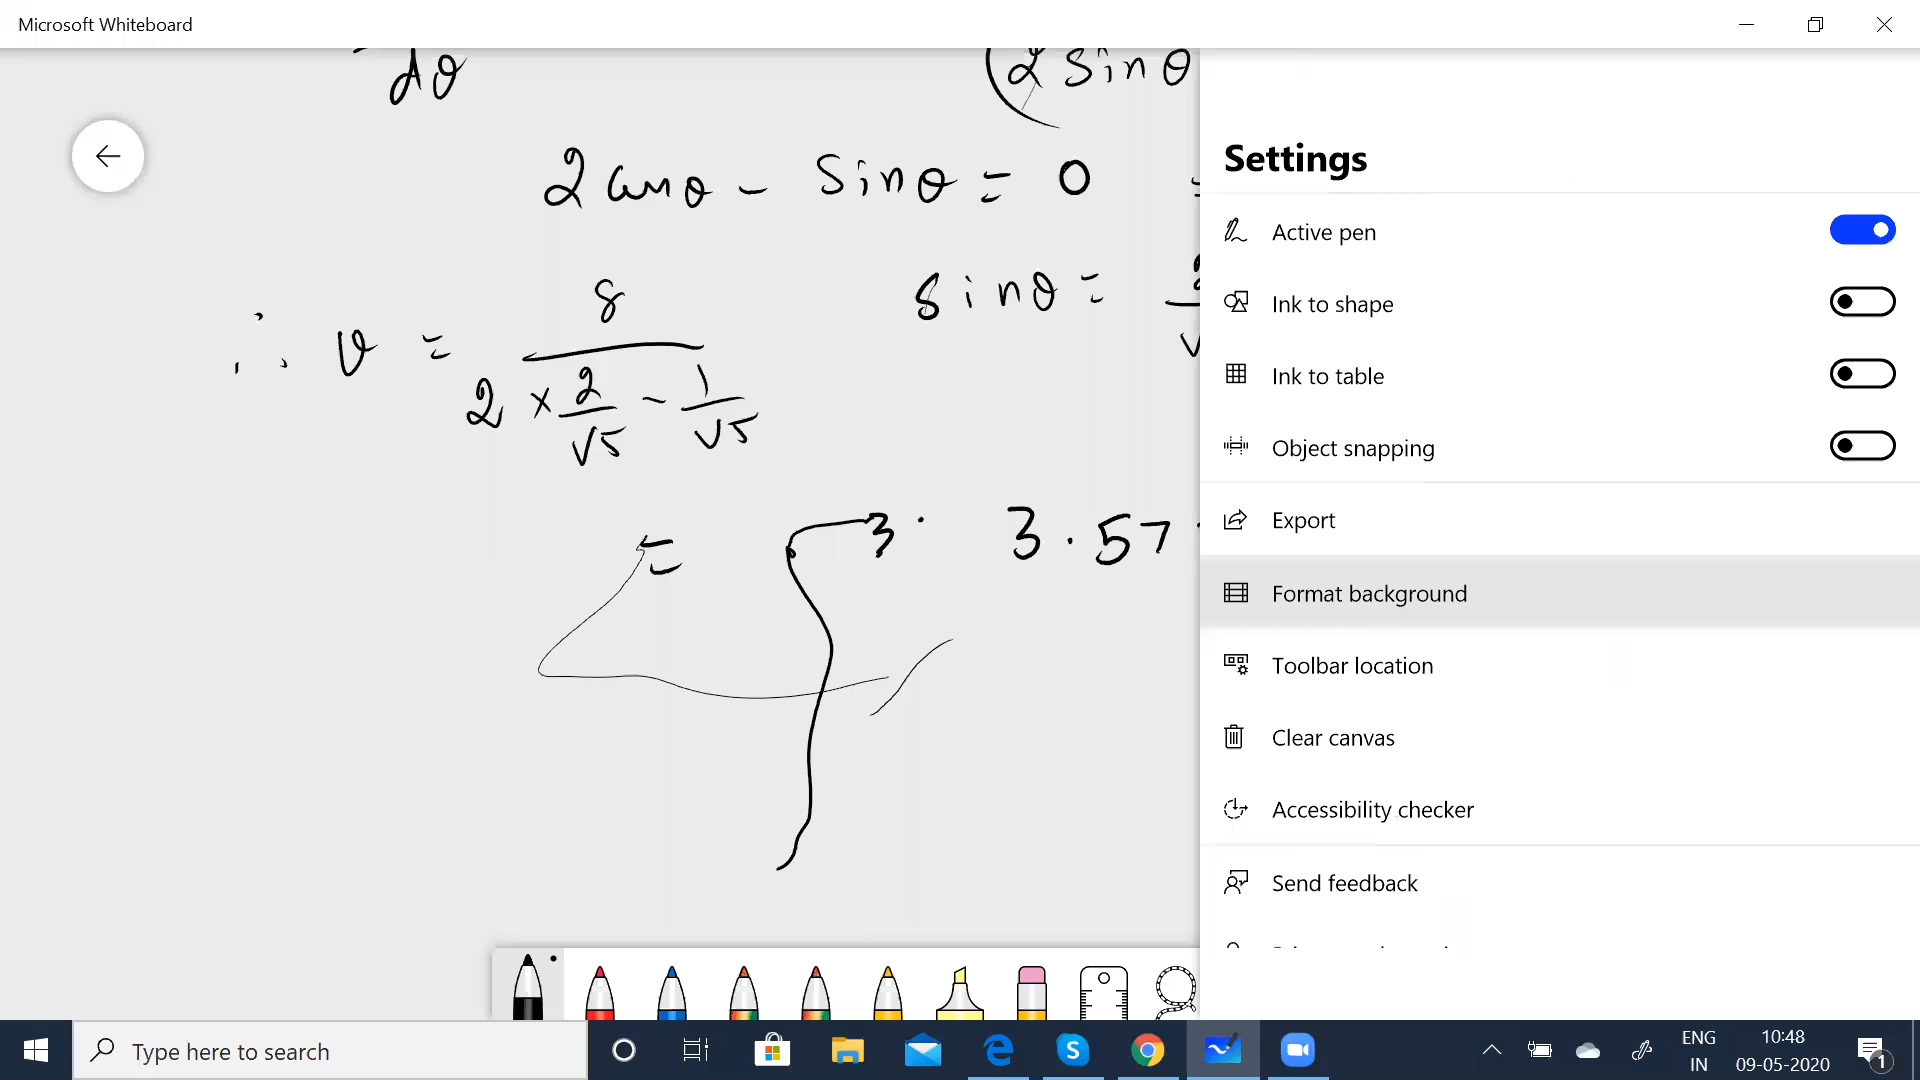 Microsoft Whiteboard
dθ
(2 sinθ
2 cosθ - sinθ = 0
∴ v = 8 / (2 × 2/√5 - 1/√5)
sinθ =
= 3. 3.57
Settings
Active pen
Ink to shape
Ink to table
Object snapping
Export
Format background
Toolbar location
Clear canvas
Accessibility checker
Send feedback
Type here to search
ENG
IN
10:48
09-05-2020
1